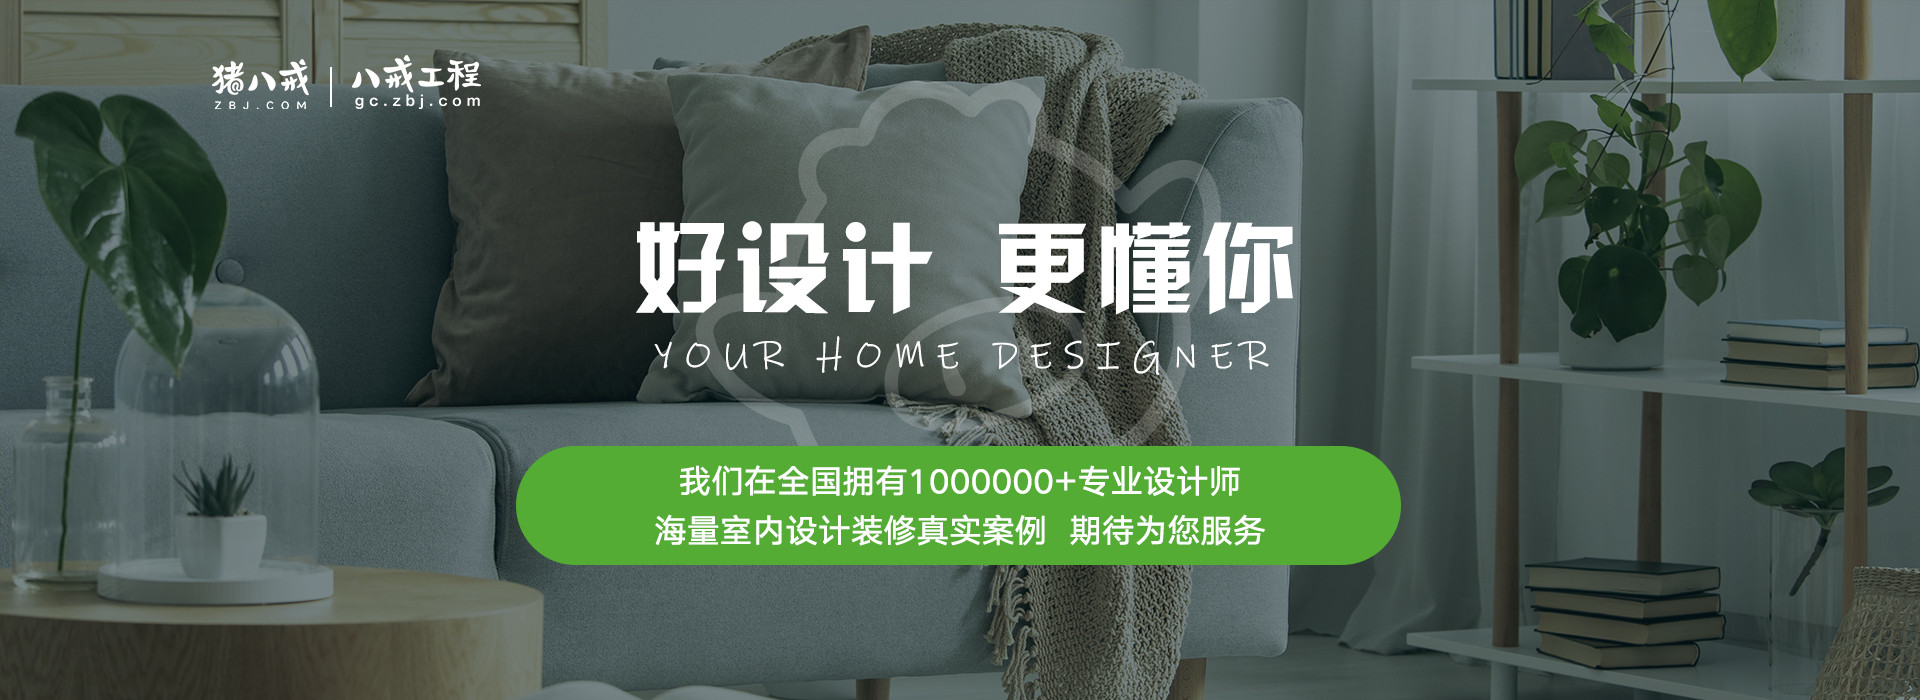 猪八戒 | 八戒工程
ZBJ.COM gc.zbj.com
好设计 更懂你
YOUR HOME DESIGNER
我们在全国拥有1000000+专业设计师
海量室内设计装修真实案例 期待为您服务